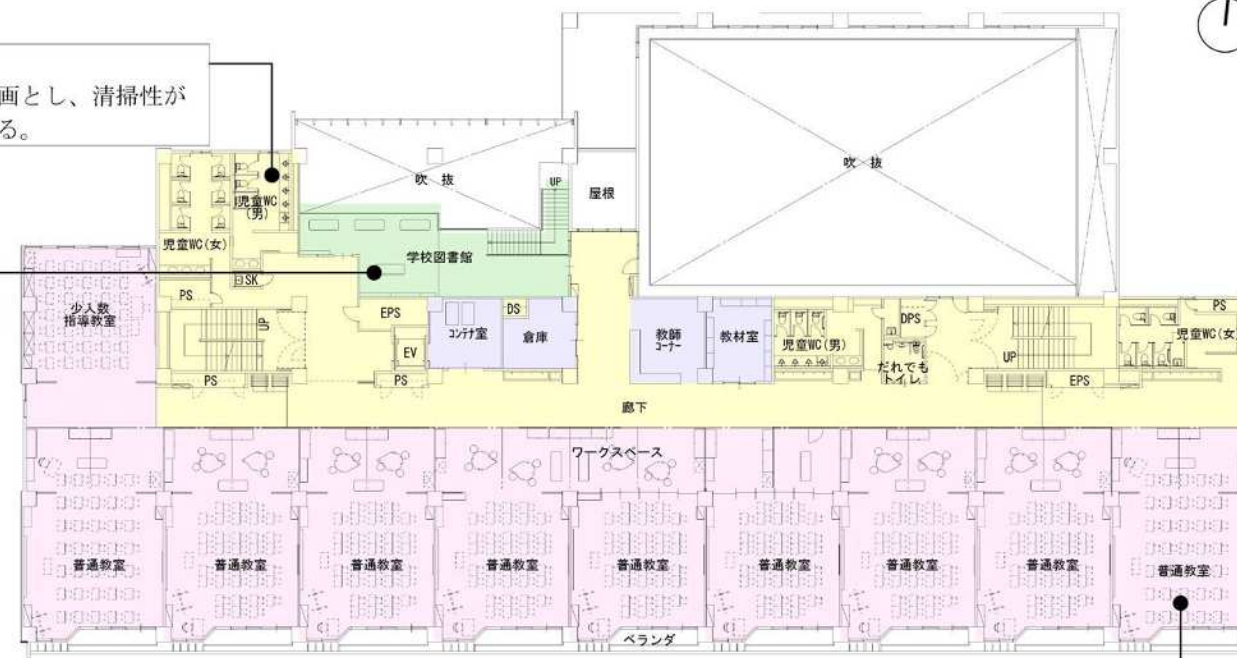 画とし、清掃性が
る。
吹 抜
児童WC
(男)
吹 抜
UP
屋根
児童WC(女)
学校図書館
SK
PS
少人数
指導教室
UP
EPS
コンテナ室
DS
倉庫
教師
コーナー
教材室
児童WC(男)
DPS
PS
児童WC(女)
EV
だれでも
トイレ
UP
PS
PS
EPS
廊下
ワークスペース
普通教室
普通教室
普通教室
普通教室
普通教室
普通教室
普通教室
普通教室
普通教室
ベランダ